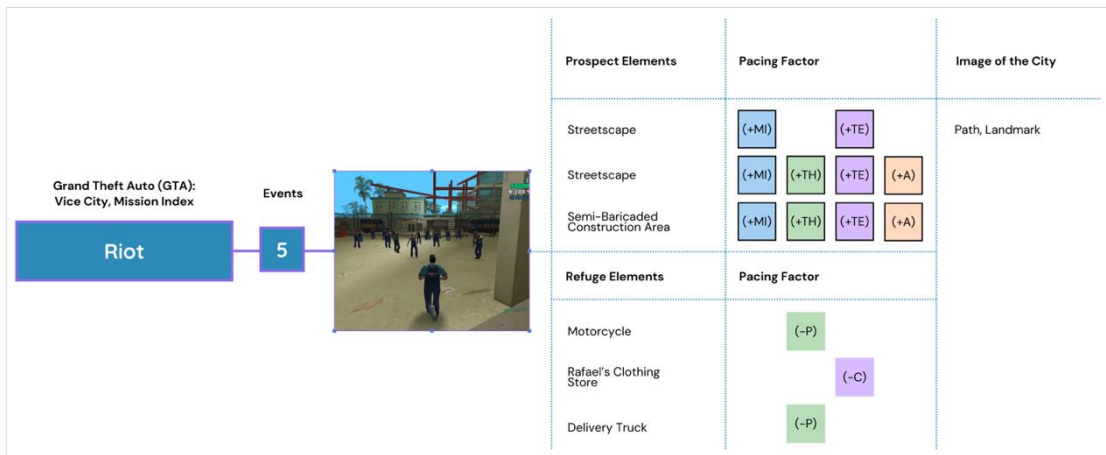 Prospect Elements
Pacing Factor
Image of the City
Streetscape
(+MI)
(+TE)
Path, Landmark
Grand Theft Auto (GTA):
Vice City, Mission Index
Events
Streetscape
(+MI)
(+TH)
(+TE)
(+A)
Riot
5
Semi-Baricaded
Construction Area
(+MI)
(+TH)
(+TE)
(+A)
Refuge Elements
Pacing Factor
Motorcycle
(-P)
Rafael's Clothing
Store
(-C)
Delivery Truck
(-P)